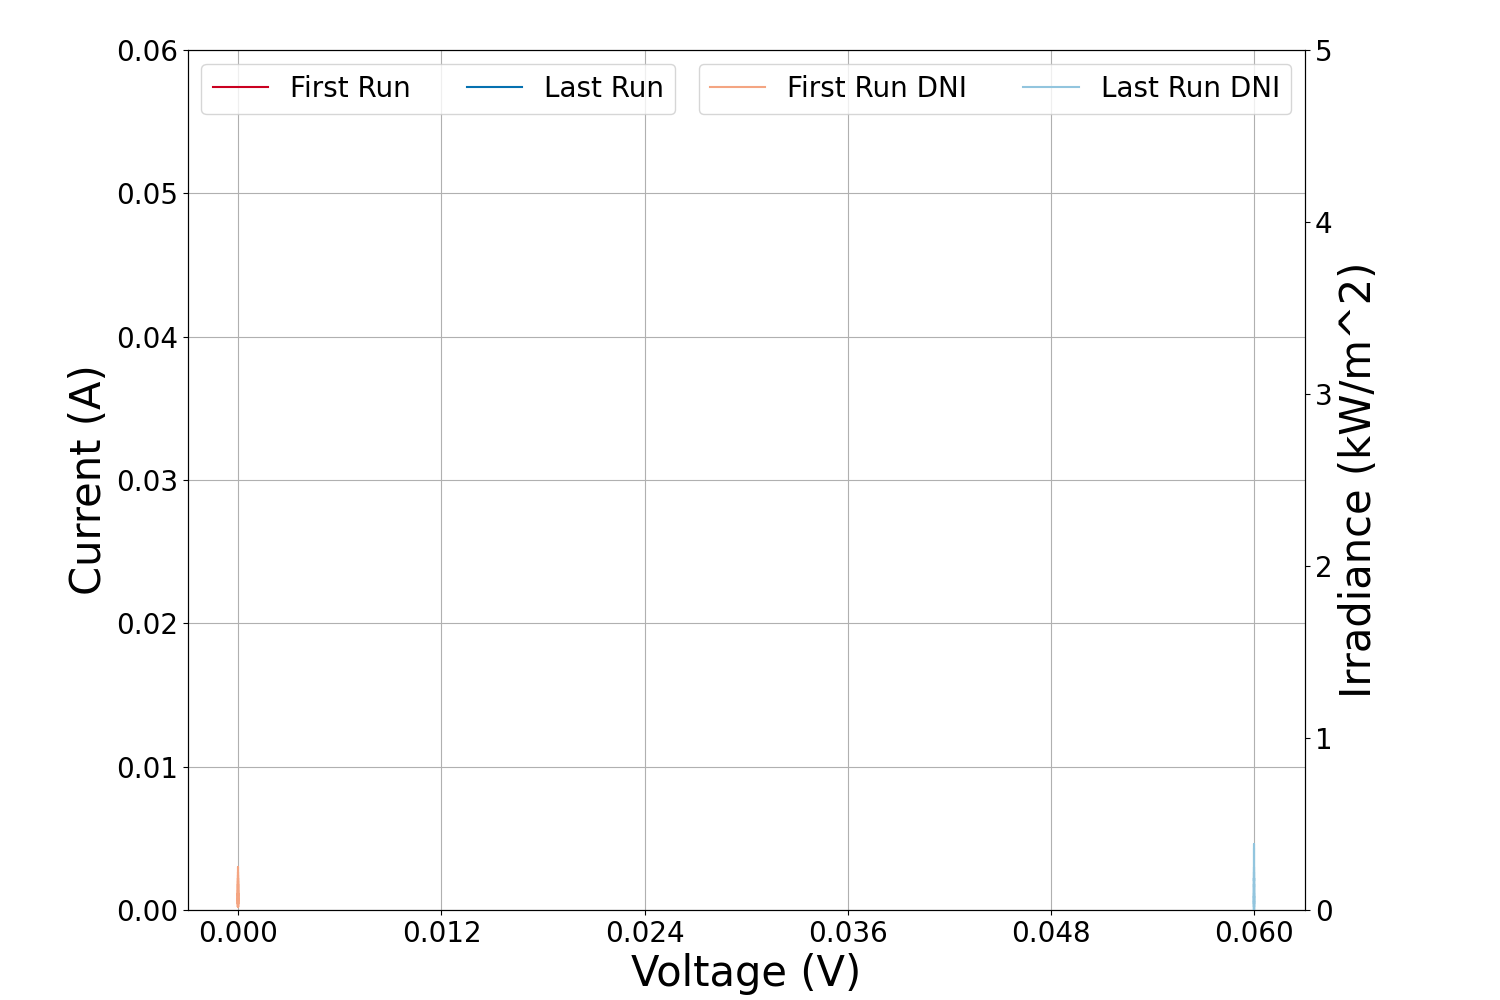 First Run
Last Run
First Run DNI
Last Run DNI
0.06
0.05
0.04
0.03
0.02
0.01
0.00
Current (A)
5
4
3
2
1
0
Irradiance (kW/m^2)
0.000
0.012
0.024
0.036
0.048
0.060
Voltage (V)